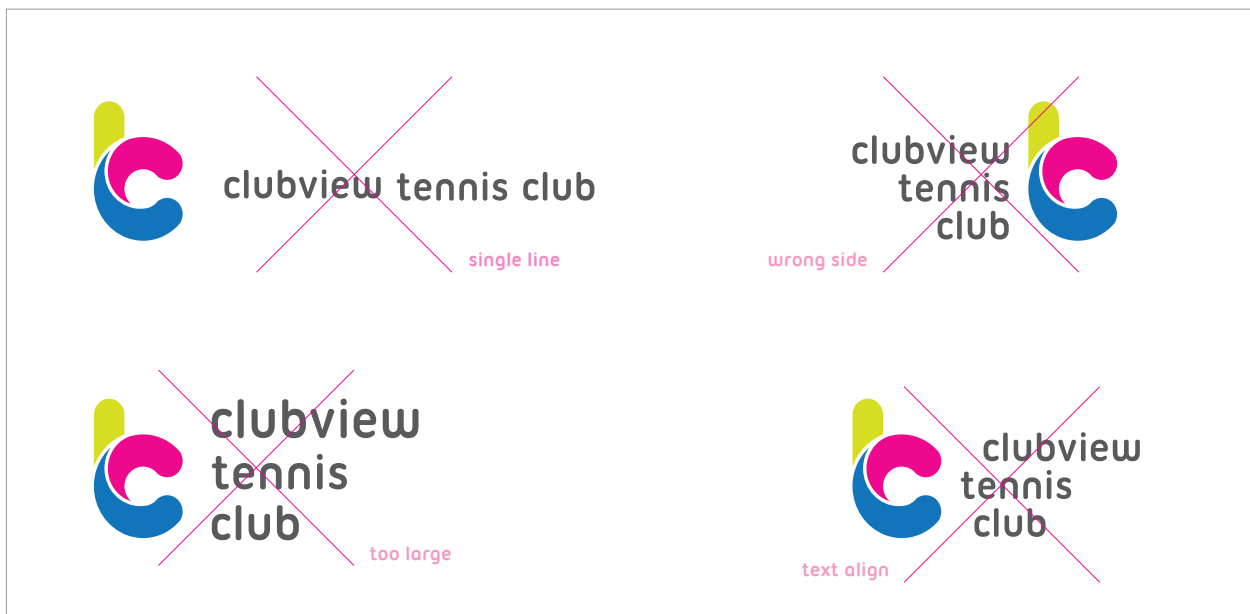 clubview tennis club
single line
clubview
tennis
club
wrong side
clubview
tennis
club
too large
clubview
tennis
club
text align